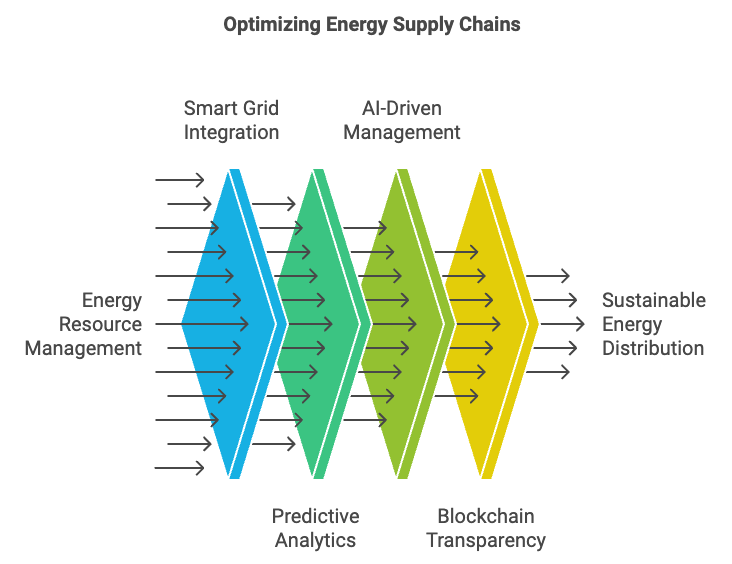 Optimizing Energy Supply Chains
Smart Grid
Integration
AI-Driven
Management
Energy
Resource
Management
Sustainable
Energy
Distribution
Predictive
Analytics
Blockchain
Transparency